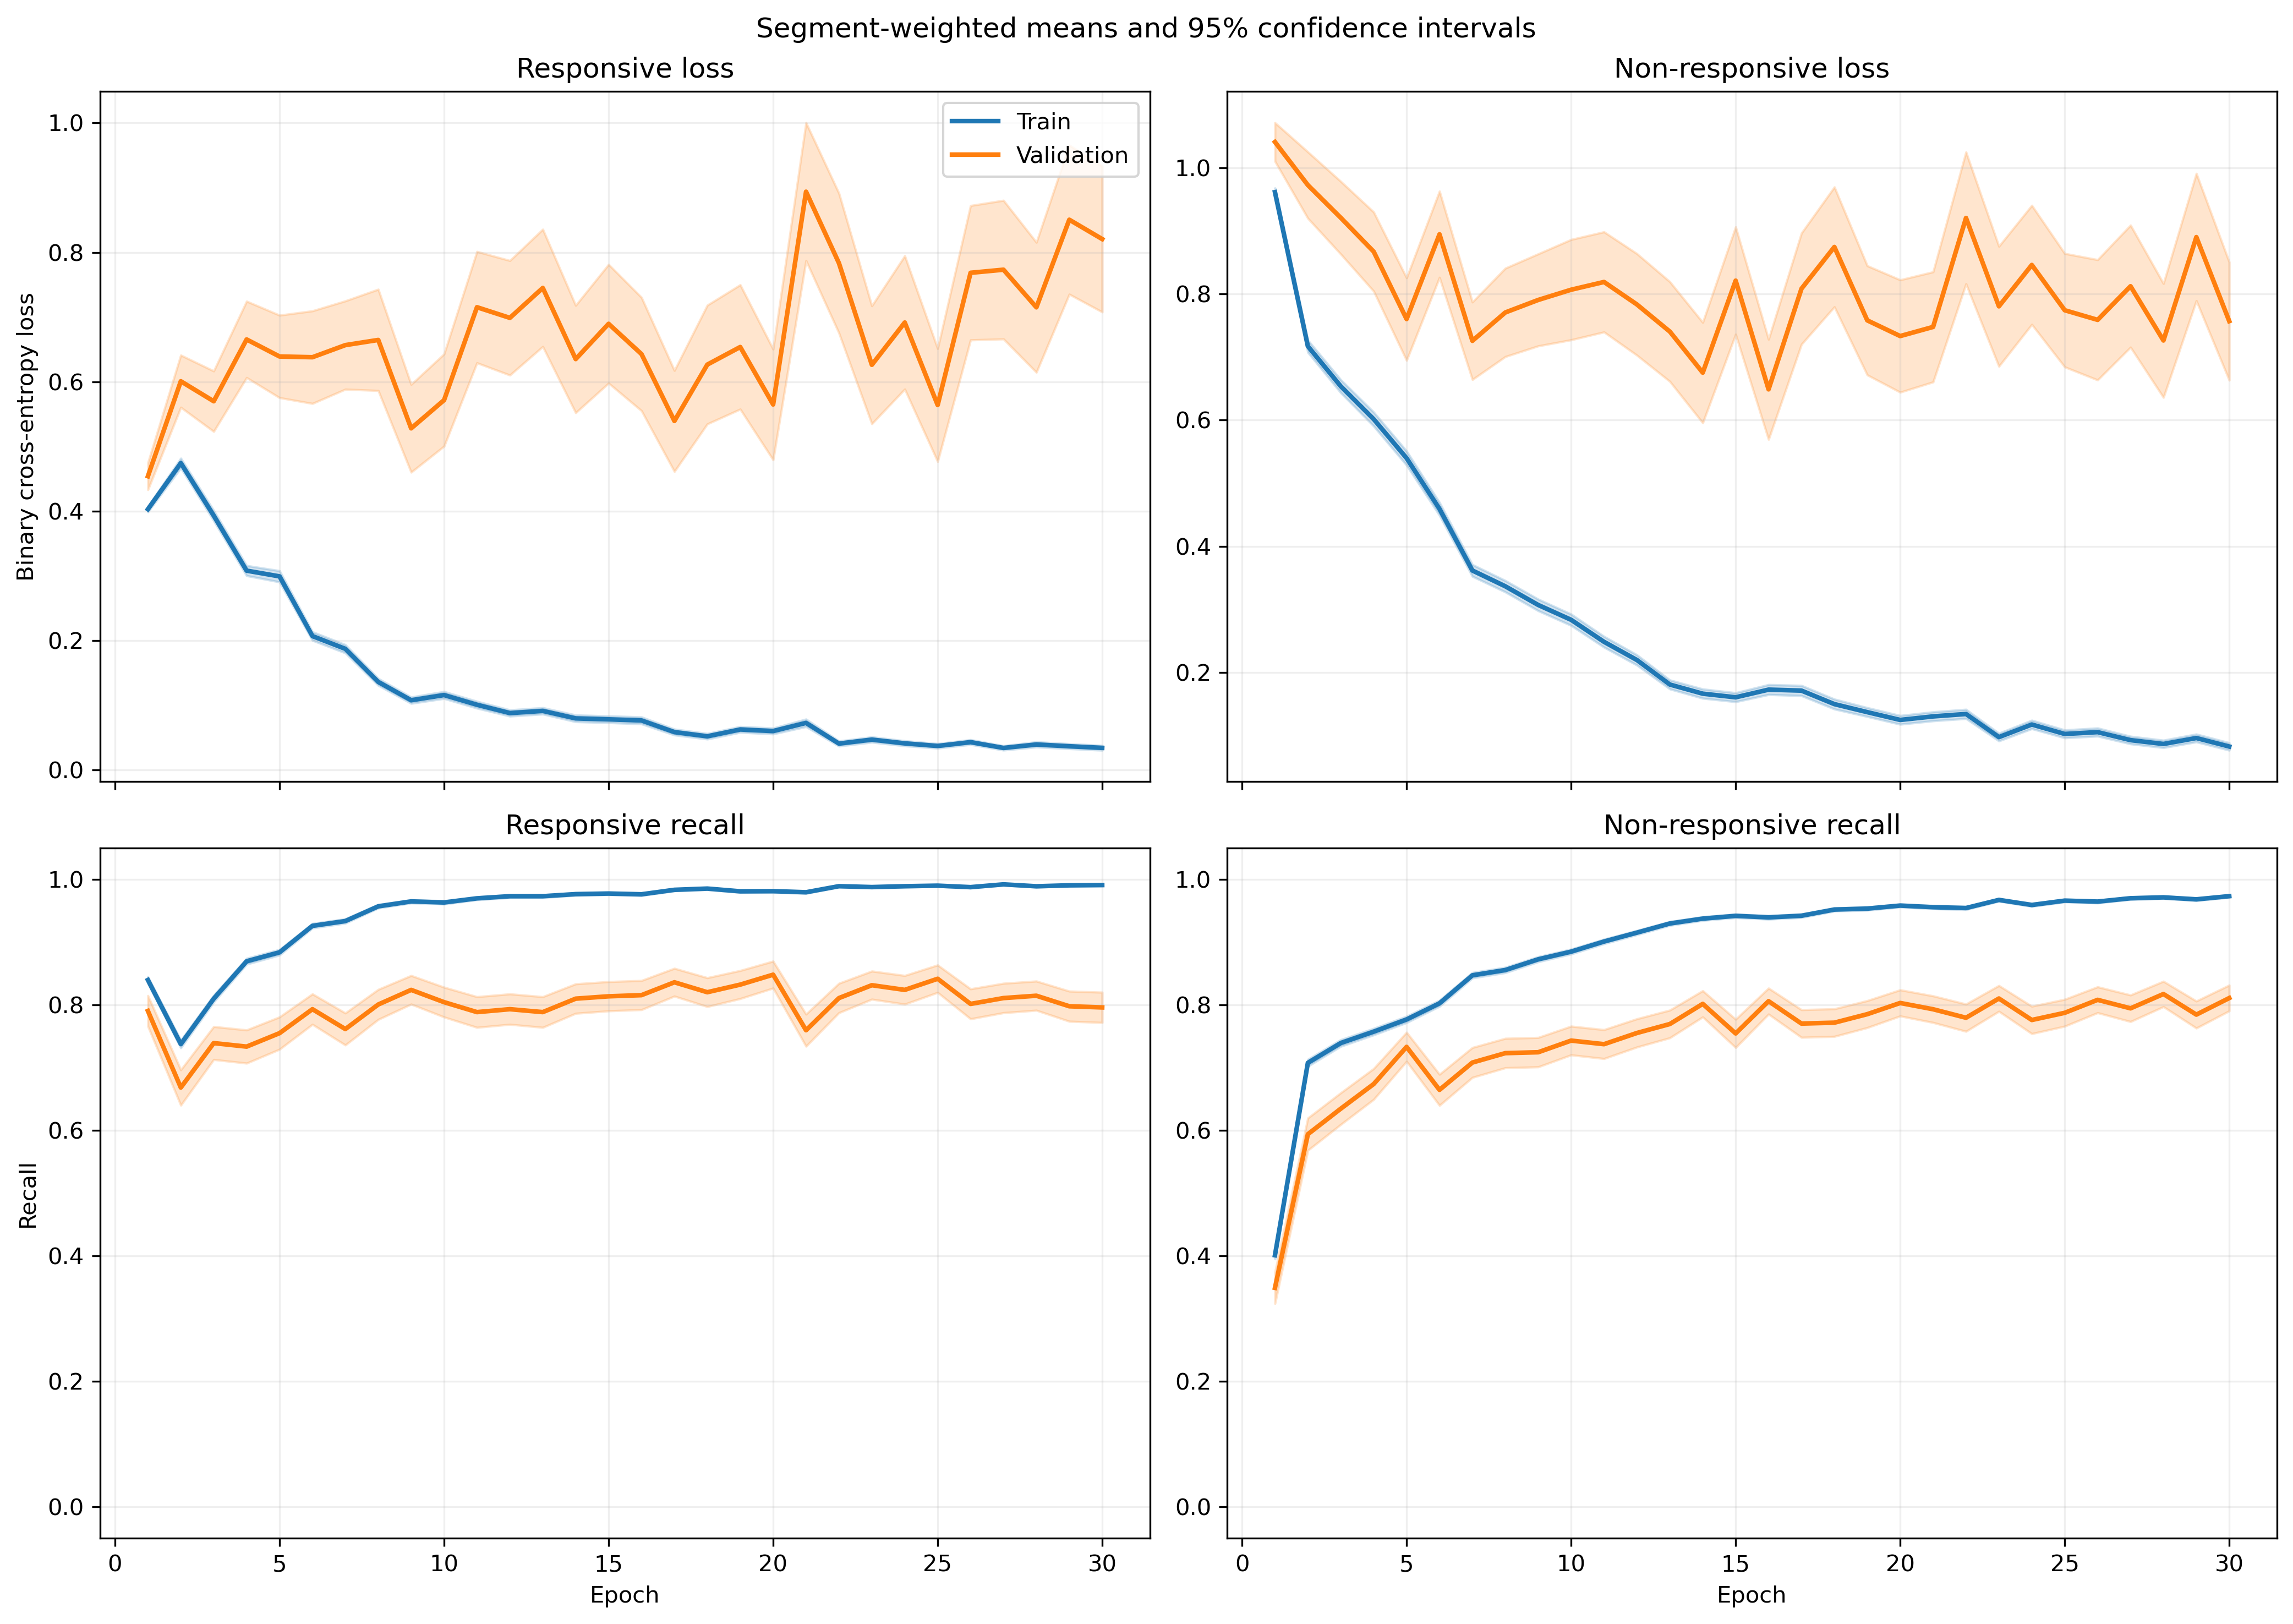 Segment-weighted means and 95% confidence intervals
Responsive loss
Non-responsive loss
Binary cross-entropy loss
1.0
0.8
0.6
0.4
0.2
0.0
Train
Validation
1.0
0.8
0.6
0.4
0.2
Responsive recall
Non-responsive recall
Recall
1.0
0.8
0.6
0.4
0.2
0.0
1.0
0.8
0.6
0.4
0.2
0.0
0 5 10 15 20 25 30
0 5 10 15 20 25 30
Epoch
Epoch